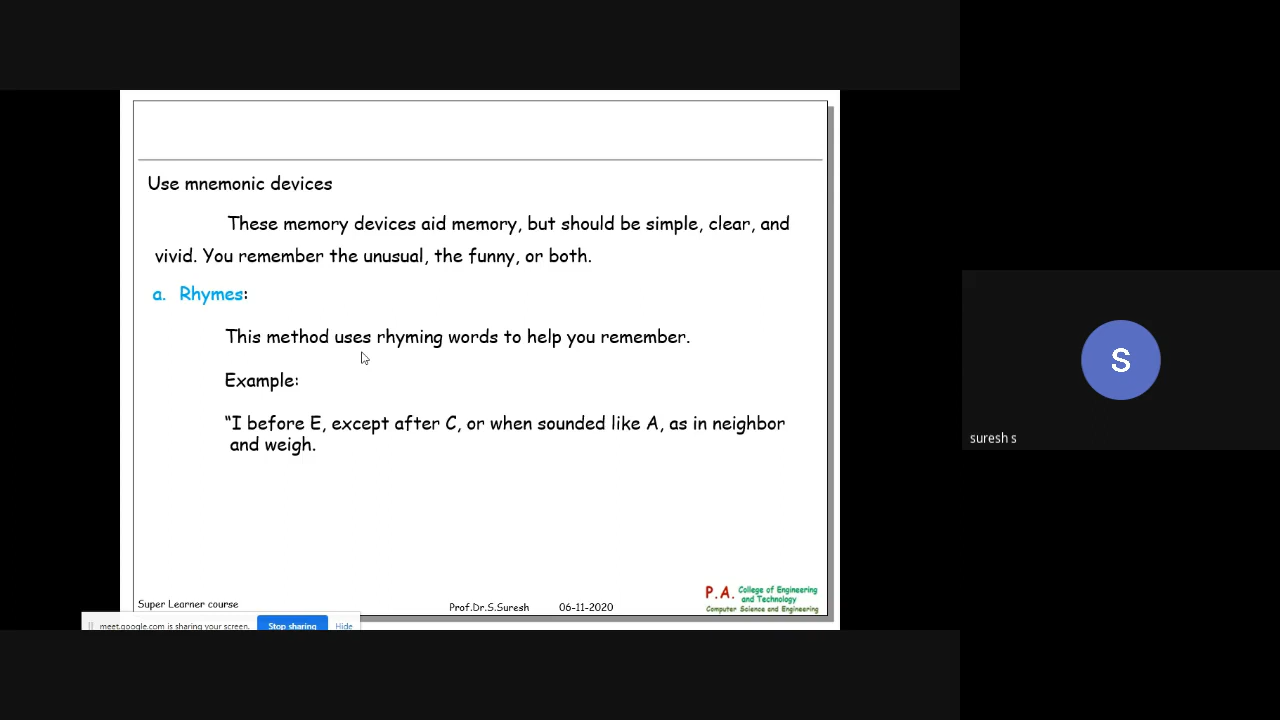 Use mnemonic devices
These memory devices aid memory, but should be simple, clear, and
vivid. You remember the unusual, the funny, or both.
a. Rhymes:
This method uses rhyming words to help you remember.
Example:
“I before E, except after C, or when sounded like A, as in neighbor
and weigh.
Super Learner course
Prof.Dr.S.Suresh 06-11-2020
P.A. College of Engineering
and Technology
Computer Science and Engineering
meet.google.com is sharing your screen. Stop sharing Hide
S
suresh s